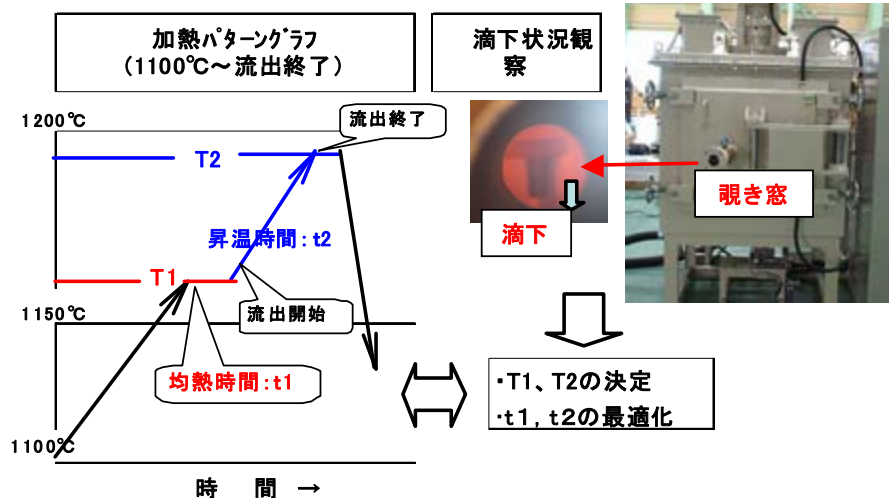 加熱パターングラフ
(1100℃～流出終了)
滴下状況観
察
1200℃
流出終了
T2
覗き窓
滴下
昇温時間:t2
T1
流出開始
1150℃
均熱時間:t1
・T1、T2の決定
・t1,t2の最適化
1100℃
時 間 →